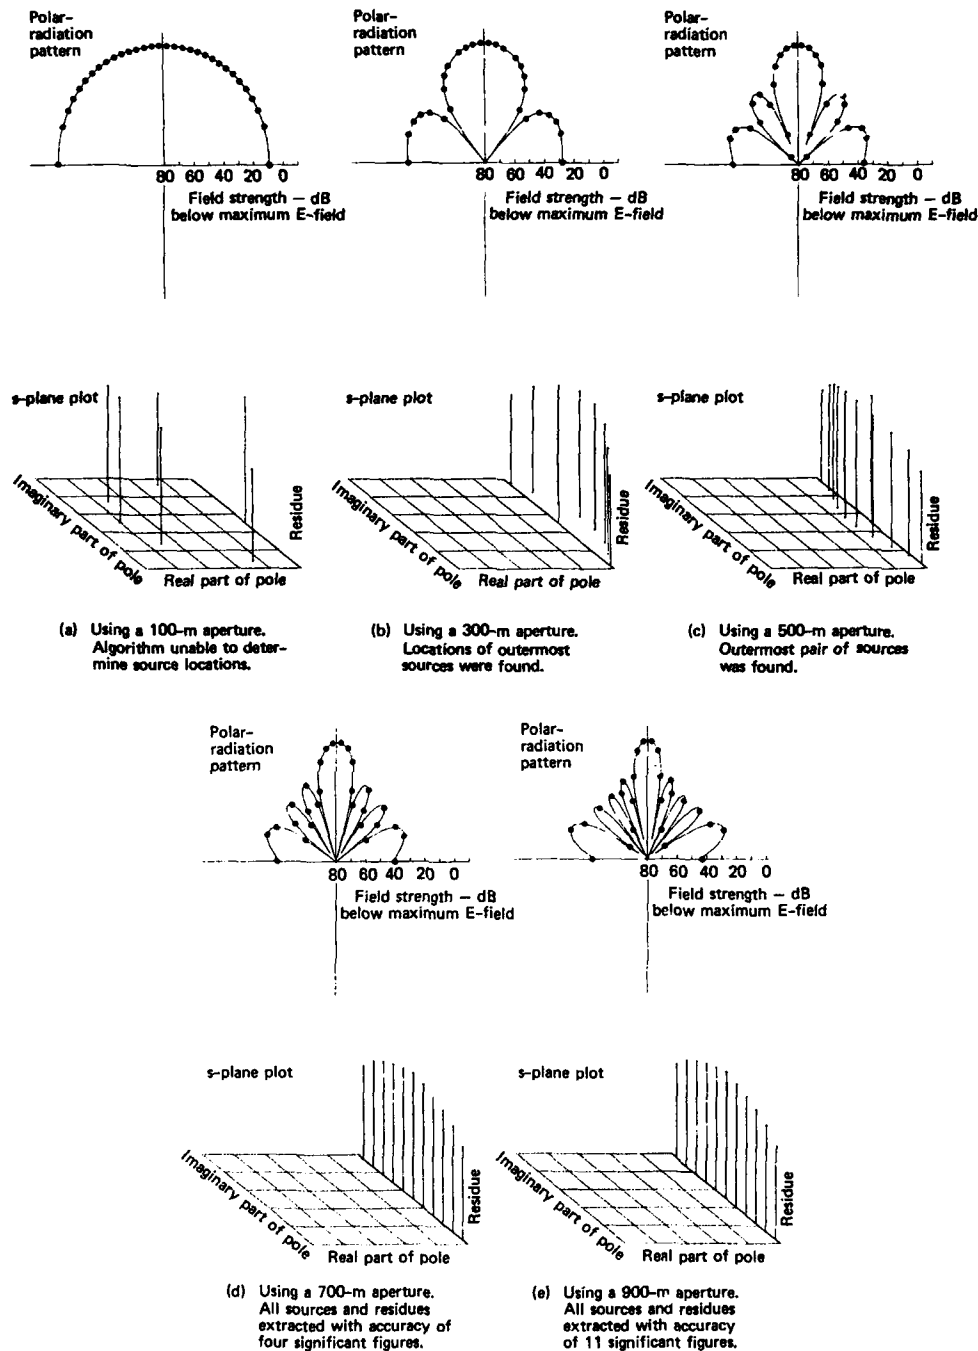 Polar-
radiation
pattern
80 60 40 20 0
Field strength — dB
below maximum E-field
Polar-
radiation
pattern
80 60 40 20 0
Field strength — dB
below maximum E-field
Polar-
radiation
pattern
80 60 40 20 0
Field strength — dB
below maximum E-field
s-plane plot
Imaginary part of pole
Real part of pole
Residue
s-plane plot
Imaginary part of pole
Real part of pole
Residue
s-plane plot
Imaginary part of pole
Real part of pole
Residue
(a) Using a 100-m aperture.
Algorithm unable to deter-
mine source locations.
(b) Using a 300-m aperture.
Locations of outermost
sources were found.
(c) Using a 500-m aperture.
Outermost pair of sources
was found.
Polar-
radiation
pattern
80 60 40 20 0
Field strength — dB
below maximum E-field
Polar-
radiation
pattern
80 60 40 20 0
Field strength — dB
below maximum E-field
s-plane plot
Imaginary part of pole
Real part of pole
Residue
s-plane plot
Imaginary part of pole
Real part of pole
Residue
(d) Using a 700-m aperture.
All sources and residues
extracted with accuracy of
four significant figures.
(e) Using a 900-m aperture.
All sources and residues
extracted with accuracy
of 11 significant figures.